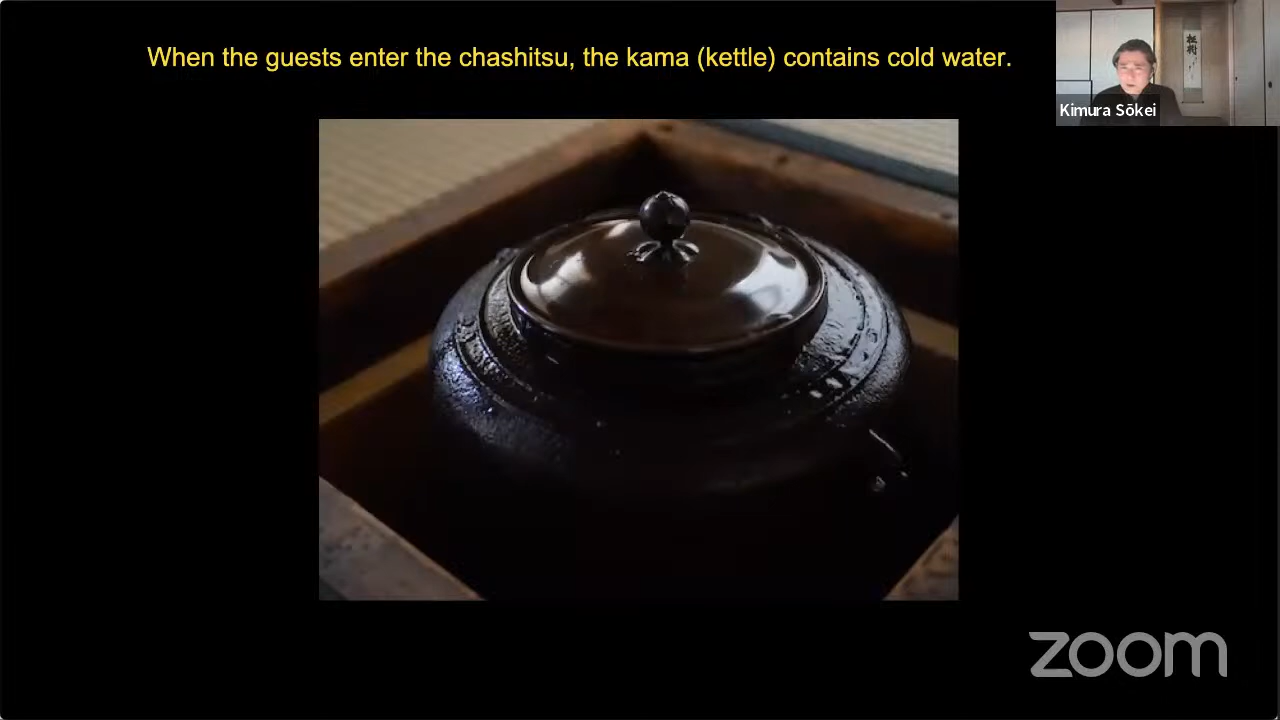 When the guests enter the chashitsu, the kama (kettle) contains cold water.
Kimura Sōkei
zoom